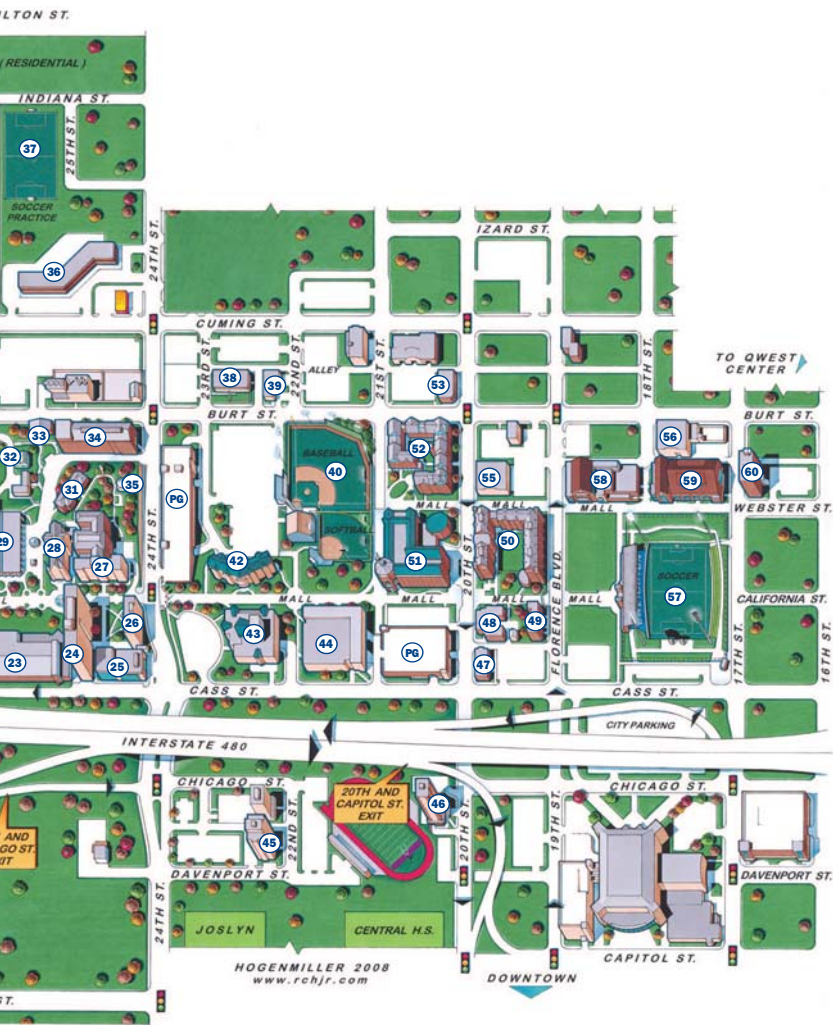 LTON ST.
( RESIDENTIAL )
INDIANA ST.
25TH ST.
37
SOCCER
PRACTICE
24TH ST.
IZARD ST.
36
CUMING ST.
23RD ST.
22ND ST.
ALLEY
21ST ST.
18TH ST.
TO QWEST
CENTER
38
39
53
BURT ST.
BURT ST.
33
34
32
52
56
BASEBALL
40
31
35
PG
55
58
59
60
MALL
MALL
MALL
WEBSTER ST.
24TH ST.
SOFTBALL
29
28
27
42
51
20TH ST.
50
FLORENCE BLVD.
SOCCER
57
L
MALL
MALL
MALL
MALL
CALIFORNIA ST.
26
43
44
48
49
23
24
25
PG
47
17TH ST.
16TH ST.
CASS ST.
CASS ST.
CITY PARKING
INTERSTATE 480
CHICAGO ST.
CHICAGO ST.
20TH AND
CAPITOL ST.
EXIT
46
AND
GO ST.
XIT
22ND ST.
45
20TH ST.
19TH ST.
DAVENPORT ST.
DAVENPORT ST.
24TH ST.
JOSLYN
CENTRAL H.S.
CAPITOL ST.
HOGENMILLER 2008
www.rchjr.com
DOWNTOWN
ST.